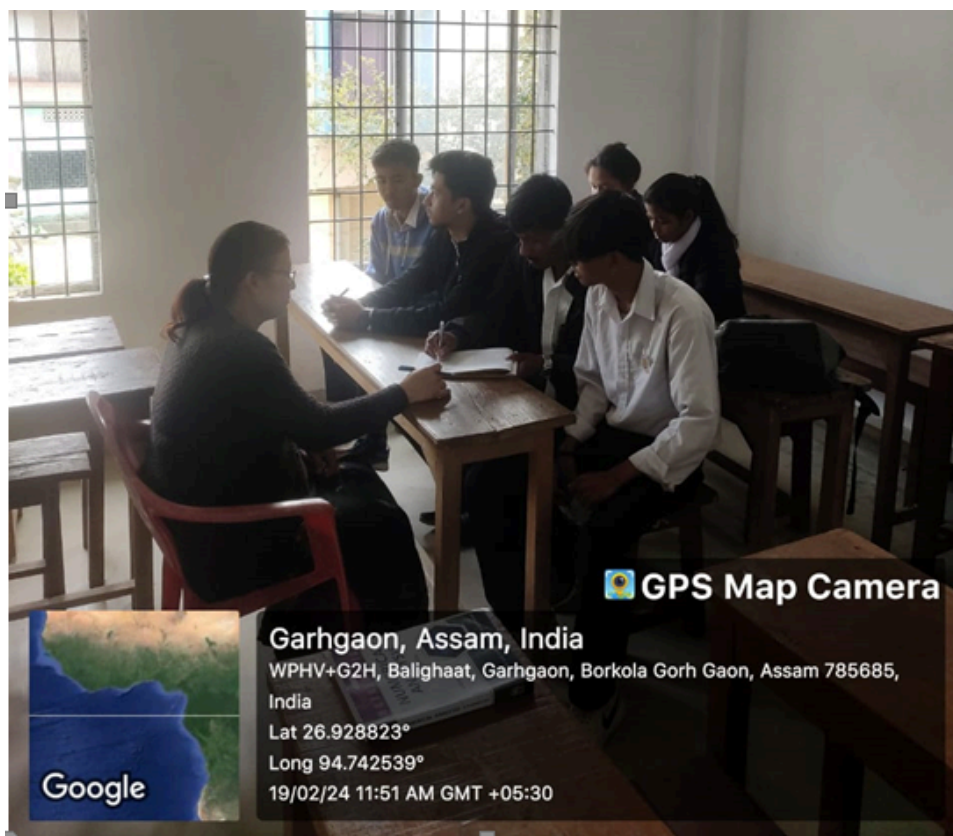 GPS Map Camera
Garhgaon, Assam, India
WPHV+G2H, Balighaat, Garhgaon, Borkola Gorh Gaon, Assam 785685,
India
Lat 26.928823°
Long 94.742539°
19/02/24 11:51 AM GMT +05:30
Google